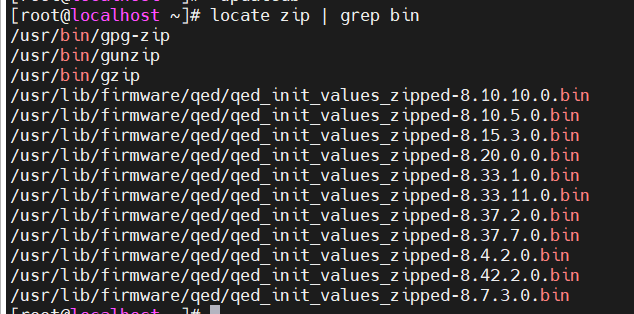 [root@localhost ~]# updatedb
[root@localhost ~]# locate zip | grep bin
/usr/bin/gpg-zip
/usr/bin/gunzip
/usr/bin/gzip
/usr/lib/firmware/qed/qed_init_values_zipped-8.10.10.0.bin
/usr/lib/firmware/qed/qed_init_values_zipped-8.10.5.0.bin
/usr/lib/firmware/qed/qed_init_values_zipped-8.15.3.0.bin
/usr/lib/firmware/qed/qed_init_values_zipped-8.20.0.0.bin
/usr/lib/firmware/qed/qed_init_values_zipped-8.33.1.0.bin
/usr/lib/firmware/qed/qed_init_values_zipped-8.33.11.0.bin
/usr/lib/firmware/qed/qed_init_values_zipped-8.37.2.0.bin
/usr/lib/firmware/qed/qed_init_values_zipped-8.37.7.0.bin
/usr/lib/firmware/qed/qed_init_values_zipped-8.4.2.0.bin
/usr/lib/firmware/qed/qed_init_values_zipped-8.42.2.0.bin
/usr/lib/firmware/qed/qed_init_values_zipped-8.7.3.0.bin
[root@localhost ~]#